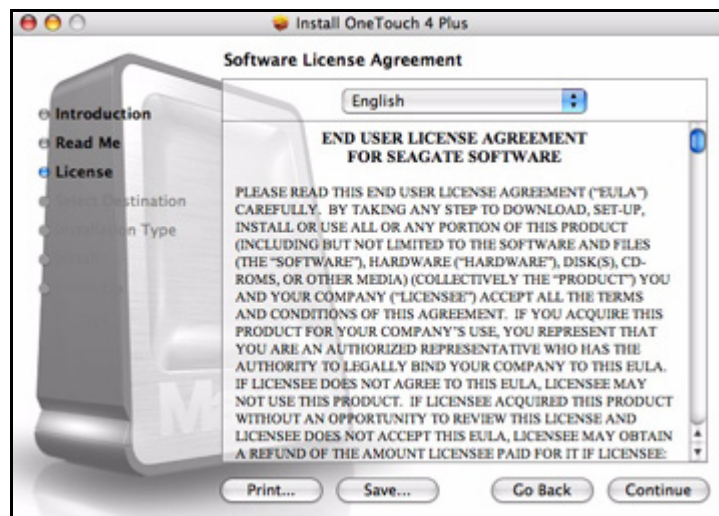 Install OneTouch 4 Plus
Software License Agreement
English
Introduction
Read Me
License
Select Destination
Installation Type
END USER LICENSE AGREEMENT
FOR SEAGATE SOFTWARE
PLEASE READ THIS END USER LICENSE AGREEMENT (“EULA”)
CAREFULLY. BY TAKING ANY STEP TO DOWNLOAD, SET-UP,
INSTALL OR USE ALL OR ANY PORTION OF THIS PRODUCT
(INCLUDING BUT NOT LIMITED TO THE SOFTWARE AND FILES
(THE “SOFTWARE”), HARDWARE (“HARDWARE”), DISK(S), CD-
ROMS, OR OTHER MEDIA) (COLLECTIVELY THE “PRODUCT”) YOU
AND YOUR COMPANY (“LICENSEE”) ACCEPT ALL THE TERMS
AND CONDITIONS OF THIS AGREEMENT. IF YOU ACQUIRE THIS
PRODUCT FOR YOUR COMPANY’S USE, YOU REPRESENT THAT
YOU ARE AN AUTHORIZED REPRESENTATIVE WHO HAS THE
AUTHORITY TO LEGALLY BIND YOUR COMPANY TO THIS EULA.
IF LICENSEE DOES NOT AGREE TO THIS EULA, LICENSEE MAY
NOT USE THIS PRODUCT. IF LICENSEE ACQUIRED THIS PRODUCT
WITHOUT AN OPPORTUNITY TO REVIEW THIS LICENSE AND
LICENSEE DOES NOT ACCEPT THIS EULA, LICENSEE MAY OBTAIN
A REFUND OF THE AMOUNT LICENSEE PAID FOR IT IF LICENSEE:
Print...
Save...
Go Back
Continue